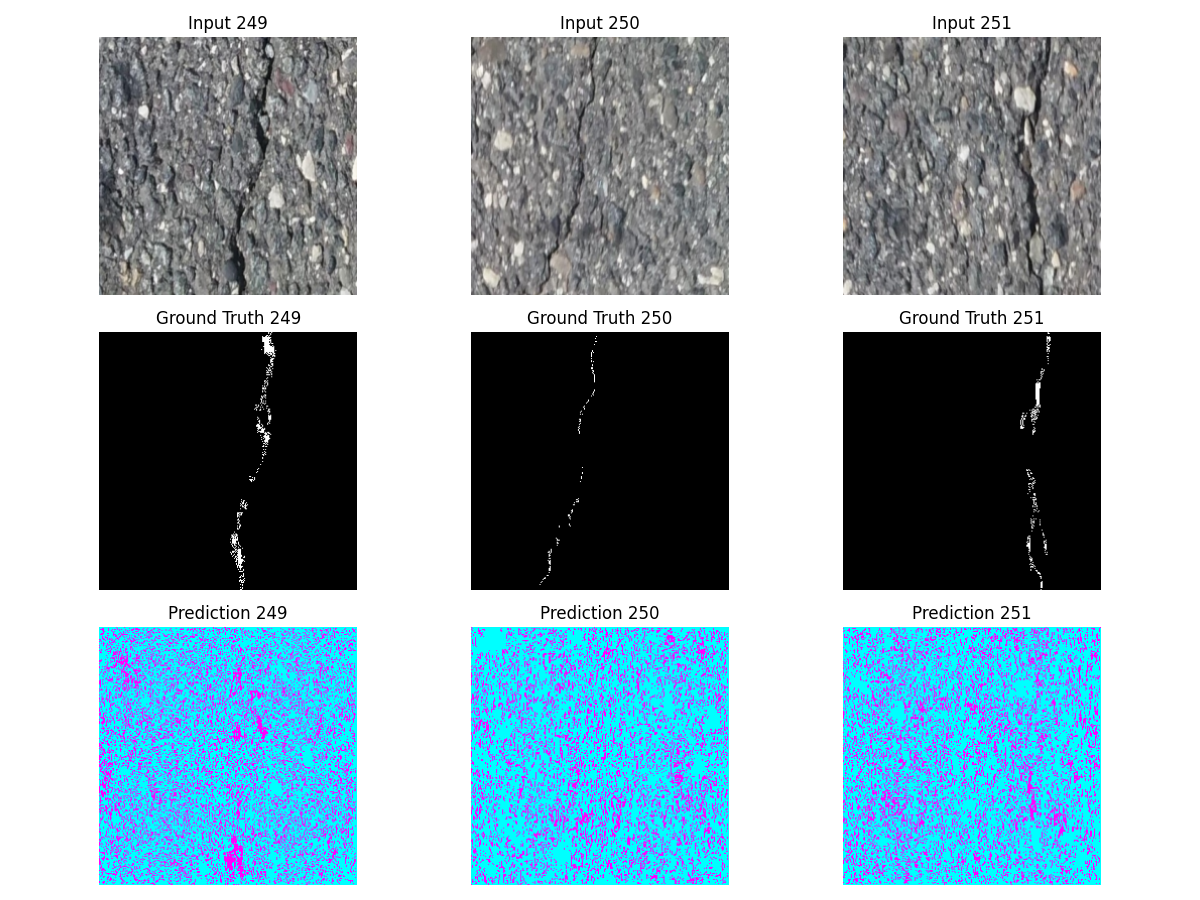 Input 249
Input 250
Input 251
Ground Truth 249
Ground Truth 250
Ground Truth 251
Prediction 249
Prediction 250
Prediction 251